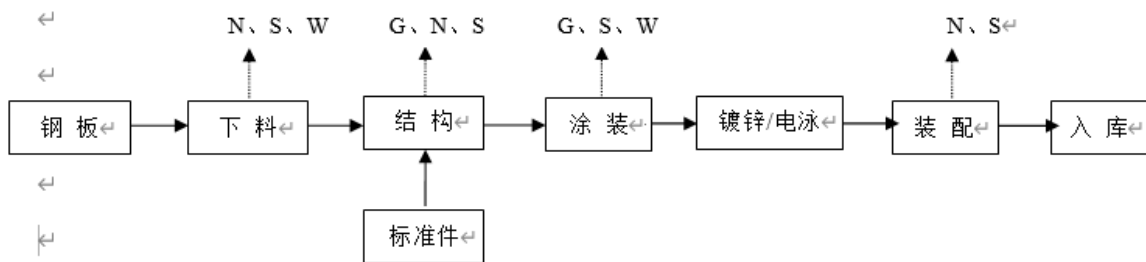 N、S、W
G、N、S
G、S、W
N、S
钢 板
下 料
结 构
涂 装
镀锌/电泳
装 配
入 库
标准件